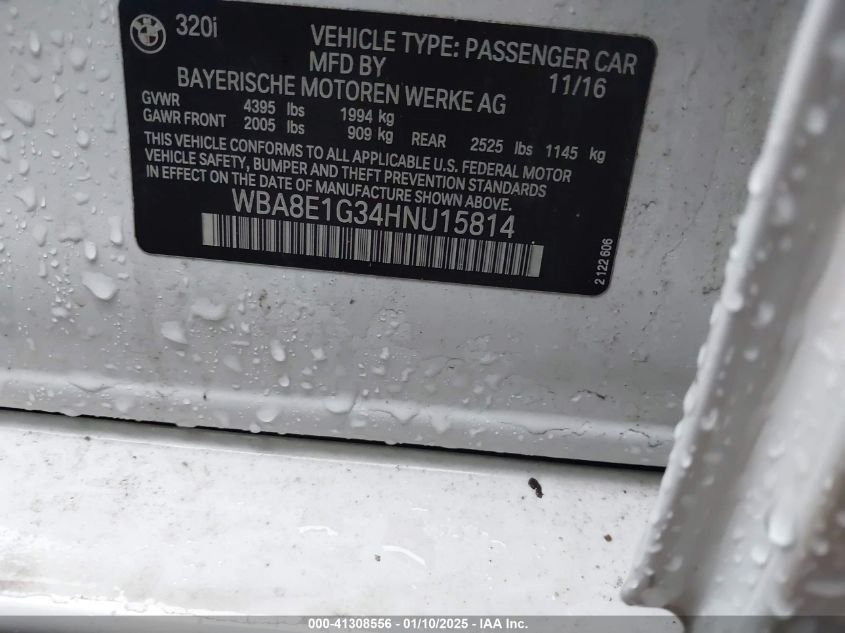 BMW
320i
VEHICLE TYPE: PASSENGER CAR
MFD BY 11/16
BAYERISCHE MOTOREN WERKE AG
GVWR 4395 lbs 1994 kg
GAWR FRONT 2005 lbs 909 kg REAR 2525 lbs 1145 kg
THIS VEHICLE CONFORMS TO ALL APPLICABLE U.S. FEDERAL MOTOR
VEHICLE SAFETY, BUMPER AND THEFT PREVENTION STANDARDS
IN EFFECT ON THE DATE OF MANUFACTURE SHOWN ABOVE.
WBA8E1G34HNU15814
2 122 606
000-41308556 - 01/10/2025 - IAA Inc.